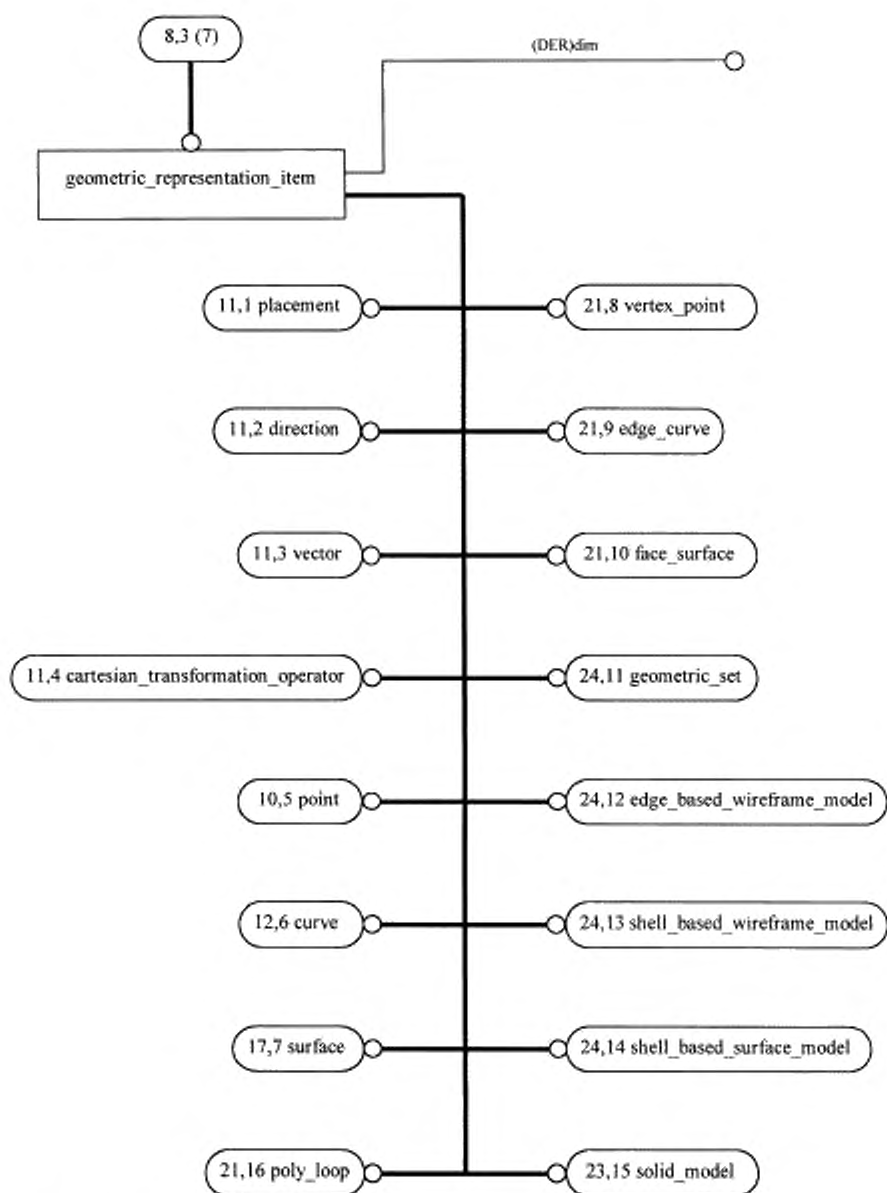 8,3 (7)
(DER)dim
geometric_representation_item
11,1 placement
21,8 vertex_point
11,2 direction
21,9 edge_curve
11,3 vector
21,10 face_surface
11,4 cartesian_transformation_operator
24,11 geometric_set
10,5 point
24,12 edge_based_wireframe_model
12,6 curve
24,13 shell_based_wireframe_model
17,7 surface
24,14 shell_based_surface_model
21,16 poly_loop
23,15 solid_model